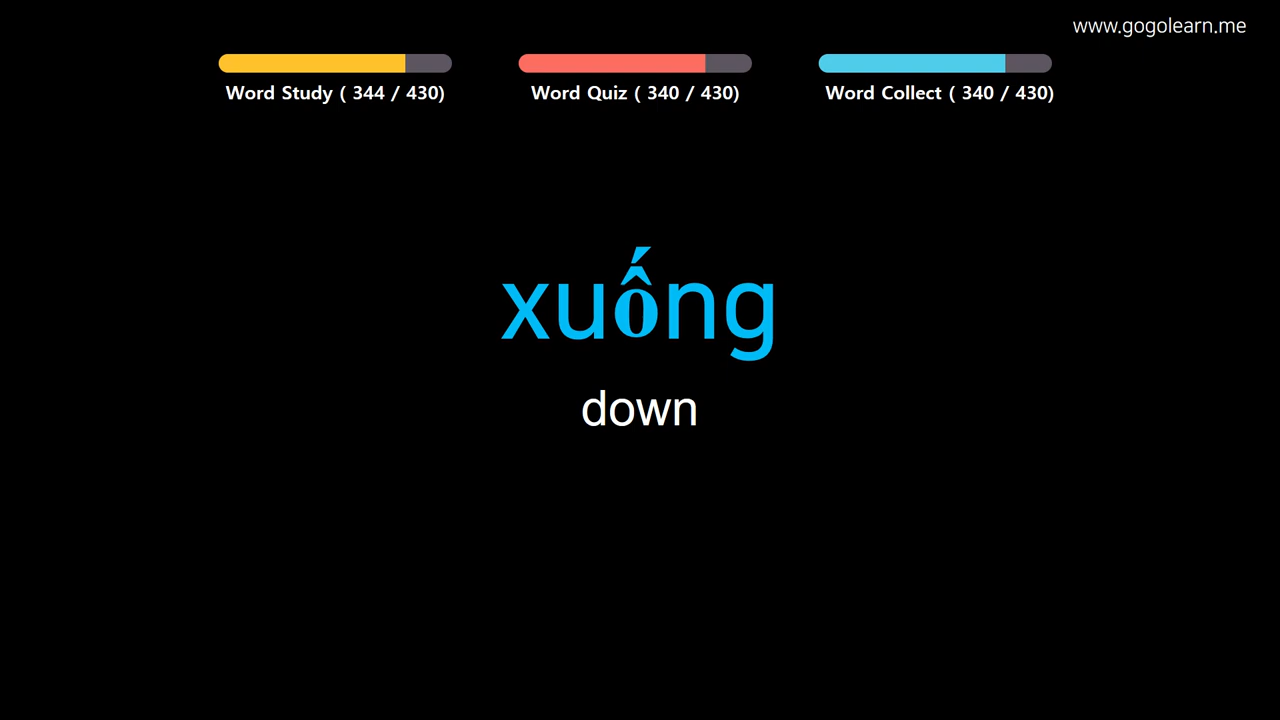 www.gogolearn.me
Word Study ( 344 / 430)
Word Quiz ( 340 / 430)
Word Collect ( 340 / 430)
xuống
down